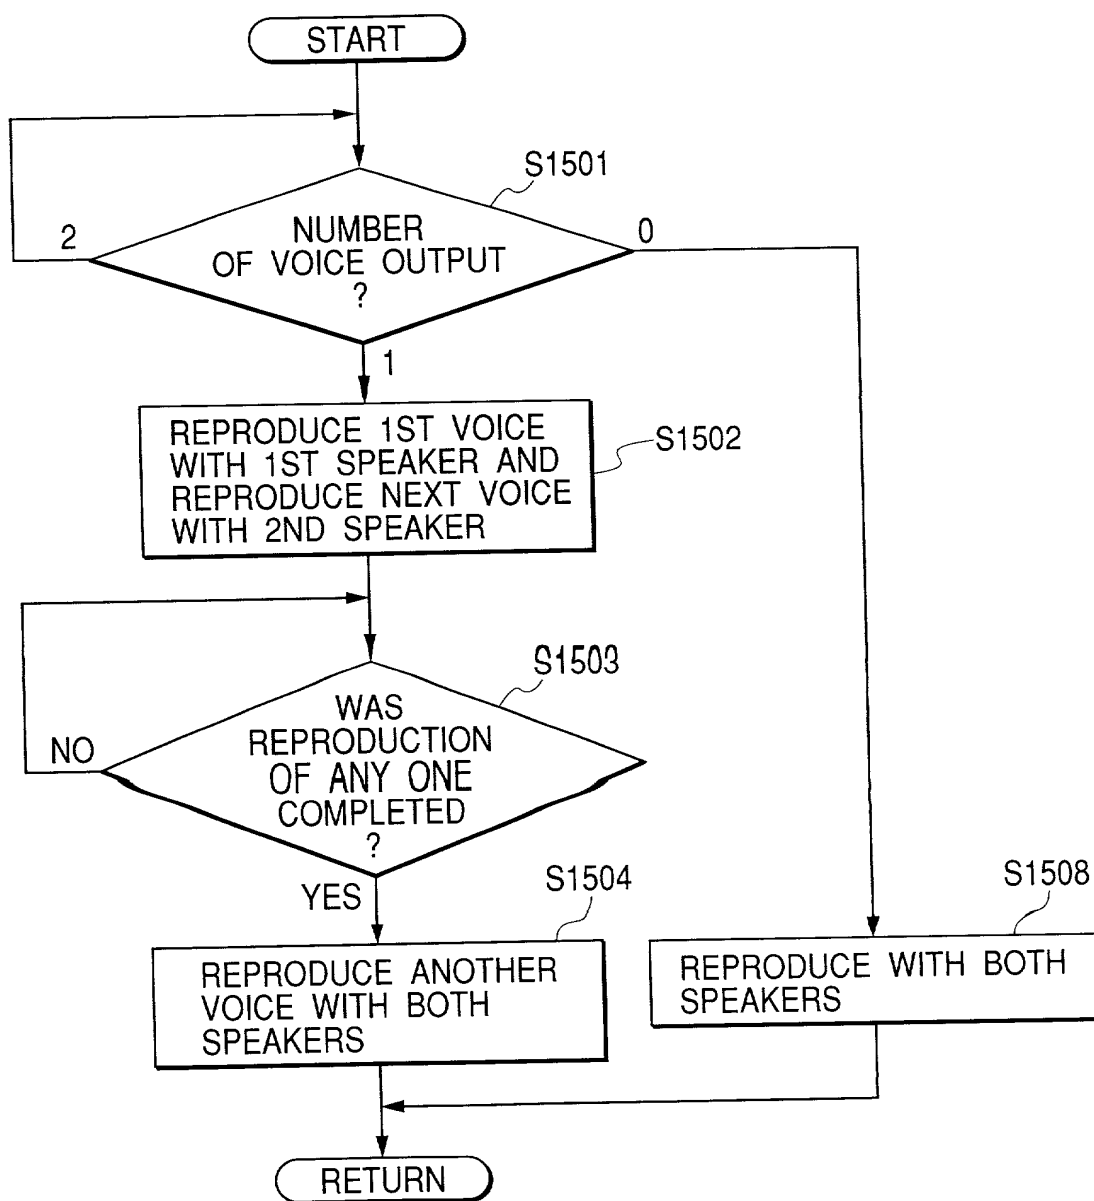 START
S1501
2
NUMBER
OF VOICE OUTPUT
?
0
1
REPRODUCE 1ST VOICE
WITH 1ST SPEAKER AND
REPRODUCE NEXT VOICE
WITH 2ND SPEAKER
S1502
S1503
WAS
REPRODUCTION
OF ANY ONE
COMPLETED
?
NO
YES
S1504
REPRODUCE ANOTHER
VOICE WITH BOTH
SPEAKERS
S1508
REPRODUCE WITH BOTH
SPEAKERS
RETURN